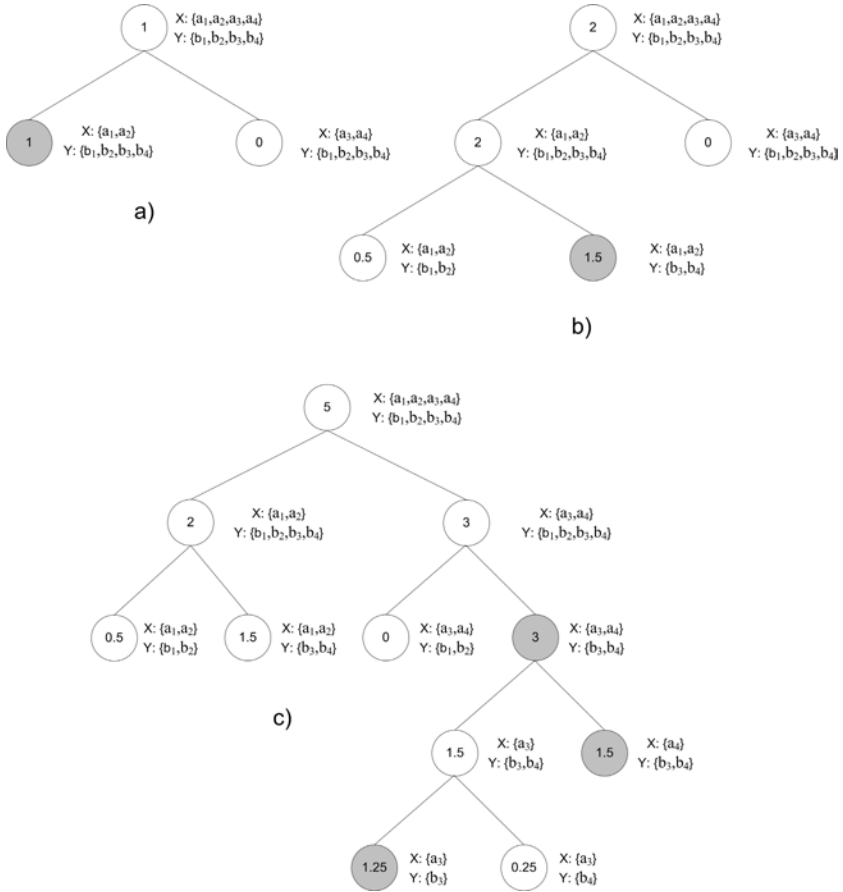 1
X: {a₁,a₂,a₃,a₄}
Y: {b₁,b₂,b₃,b₄}
1
X: {a₁,a₂}
Y: {b₁,b₂,b₃,b₄}
0
X: {a₃,a₄}
Y: {b₁,b₂,b₃,b₄}
a)
2
X: {a₁,a₂,a₃,a₄}
Y: {b₁,b₂,b₃,b₄}
2
X: {a₁,a₂}
Y: {b₁,b₂,b₃,b₄}
0
X: {a₃,a₄}
Y: {b₁,b₂,b₃,b₄}
0.5
X: {a₁,a₂}
Y: {b₁,b₂}
1.5
X: {a₁,a₂}
Y: {b₃,b₄}
b)
5
X: {a₁,a₂,a₃,a₄}
Y: {b₁,b₂,b₃,b₄}
2
X: {a₁,a₂}
Y: {b₁,b₂,b₃,b₄}
3
X: {a₃,a₄}
Y: {b₁,b₂,b₃,b₄}
0.5
X: {a₁,a₂}
Y: {b₁,b₂}
1.5
X: {a₁,a₂}
Y: {b₃,b₄}
0
X: {a₃,a₄}
Y: {b₁,b₂}
3
X: {a₃,a₄}
Y: {b₃,b₄}
c)
1.5
X: {a₃}
Y: {b₃,b₄}
1.5
X: {a₄}
Y: {b₃,b₄}
1.25
X: {a₃}
Y: {b₃}
0.25
X: {a₃}
Y: {b₄}